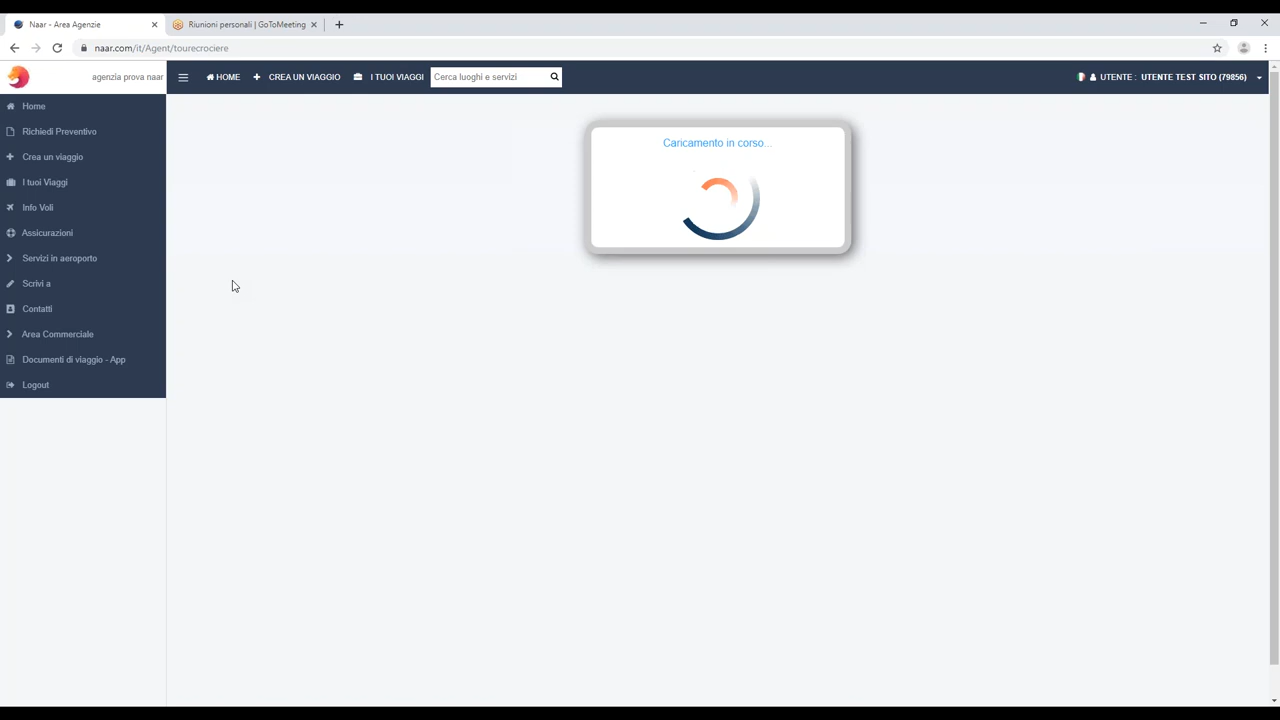 Naar - Area Agenzie
Riunioni personali | GoToMeeting
naar.com/it/Agent/tourecrociere
agenzia prova naar
HOME
CREA UN VIAGGIO
I TUOI VIAGGI
Cerca luoghi e servizi
UTENTE : UTENTE TEST SITO (79856)
Home
Richiedi Preventivo
Crea un viaggio
I tuoi Viaggi
Info Voli
Assicurazioni
Servizi in aeroporto
Scrivi a
Contatti
Area Commerciale
Documenti di viaggio - App
Logout
Caricamento in corso...